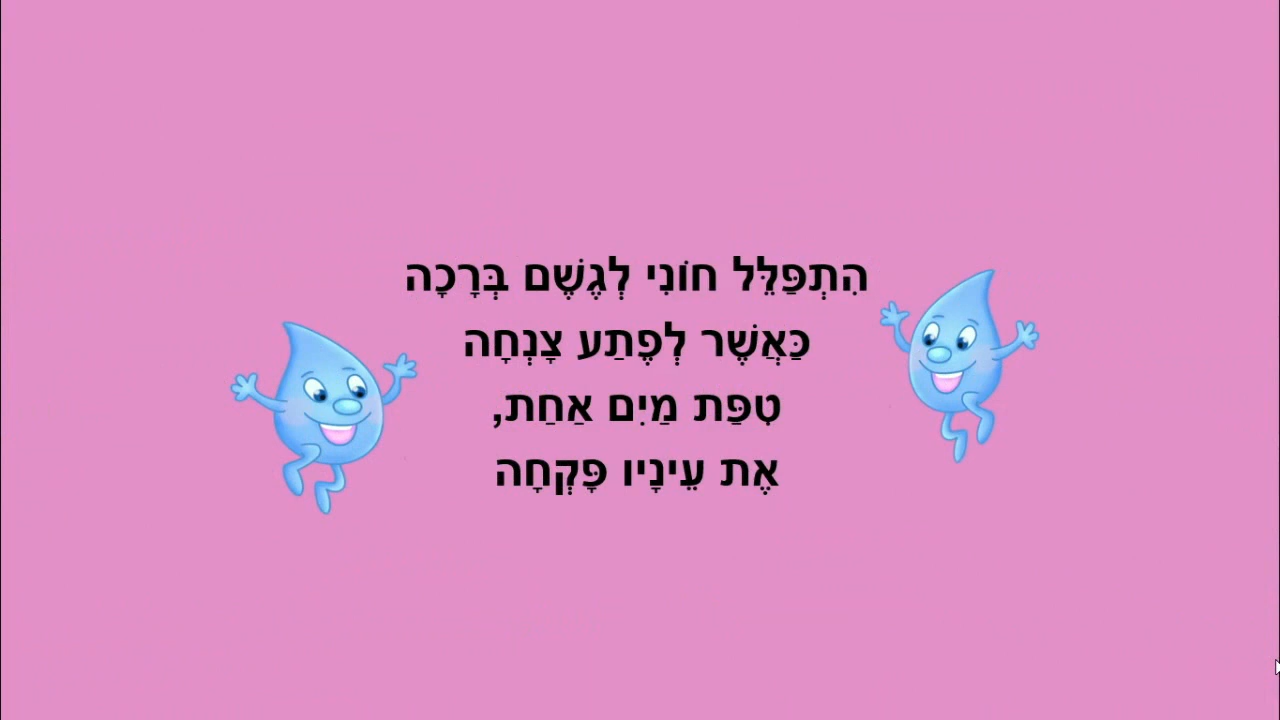 הִתְפַּלֵּל חוֹנִי לְגֶשֶׁם בְּרָכָה
כַּאֲשֶׁר לְפֶתַע צָנְחָה
טִפַּת מַיִם אַחַת,
אֶת עֵינָיו פָּקְחָה